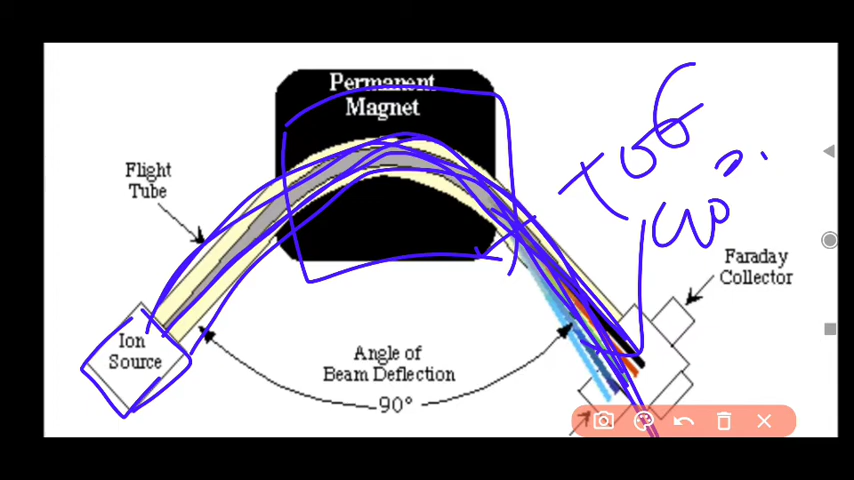 Permanent
Magnet
Flight
Tube
Ion
Source
Angle of
Beam Deflection
90°
Faraday
Collector